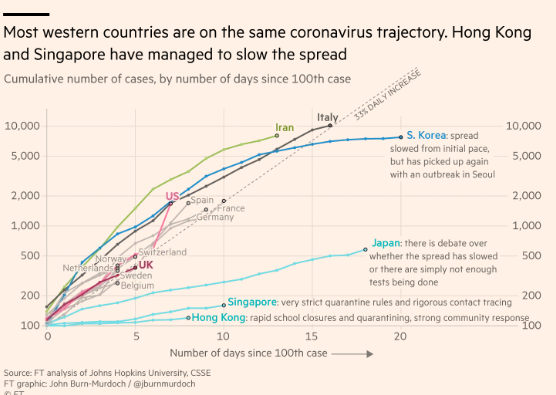 Most western countries are on the same coronavirus trajectory. Hong Kong
and Singapore have managed to slow the spread
Cumulative number of cases, by number of days since 100th case
33% DAILY INCREASE
Italy
Iran
10,000
10,000
S. Korea: spread
slowed from initial pace,
but has picked up again
with an outbreak in Seoul
5,000
5,000
US
Spain
France
Germany
2,000
2,000
1,000
1,000
Switzerland
Japan: there is debate over
whether the spread has slowed
or there are simply not enough
tests being done
500
500
Norway
UK
Netherlands
Sweden
Belgium
200
200
Singapore: very strict quarantine rules and rigorous contact tracing
Hong Kong: rapid school closures and quarantining, strong community response
100
100
0
5
10
15
20
Number of days since 100th case
Source: FT analysis of Johns Hopkins University, CSSE
FT graphic: John Burn-Murdoch / @jburnmurdoch
© FT